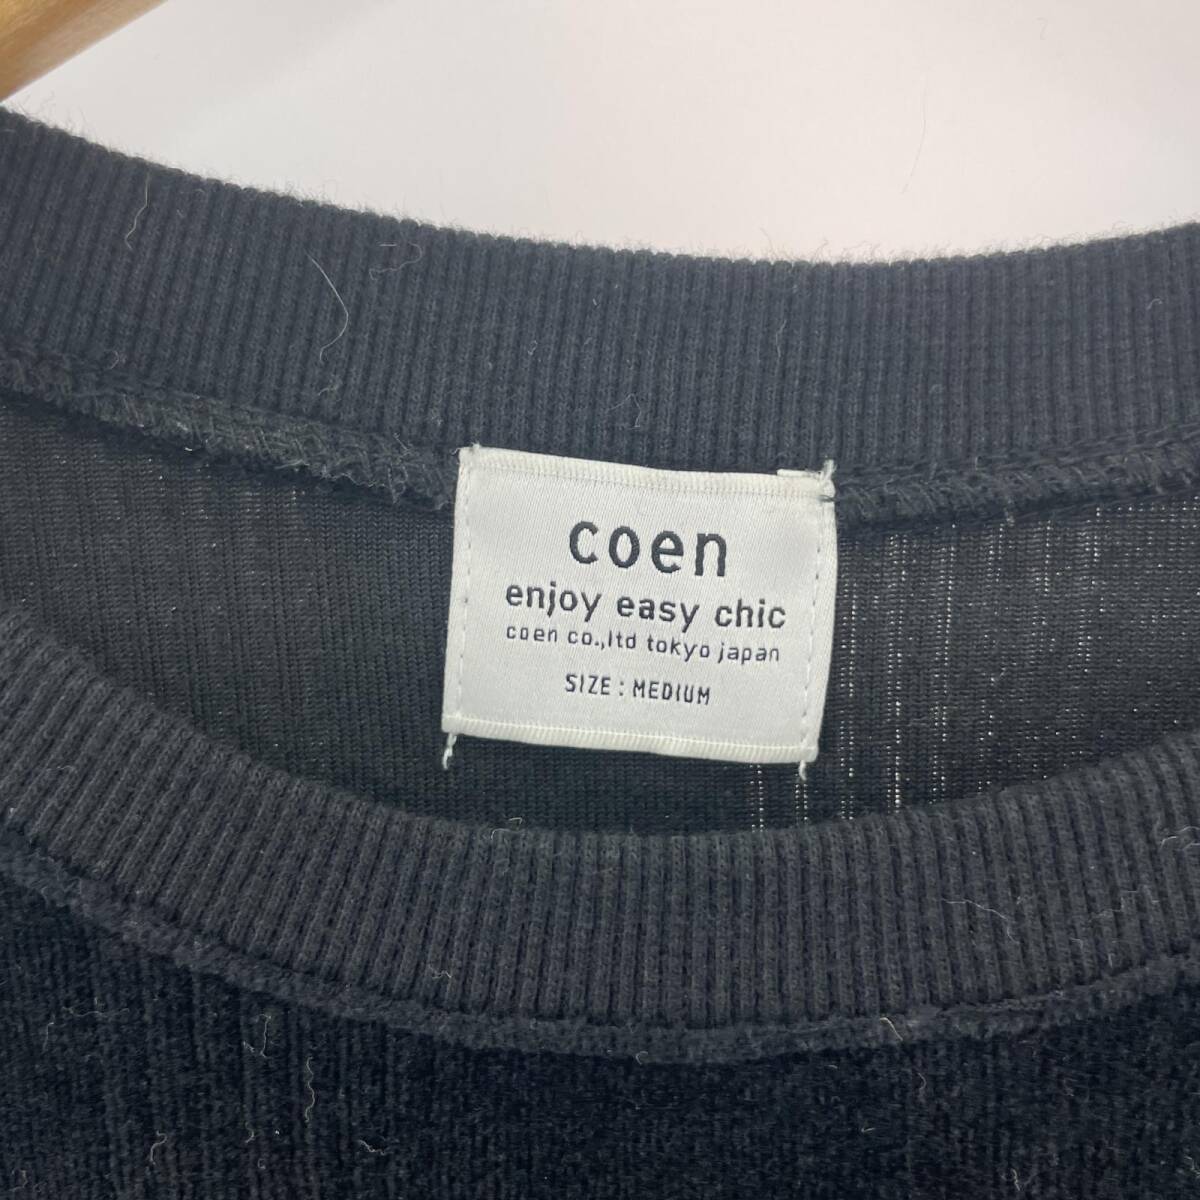 coen
enjoy easy chic
coen co.,ltd tokyo japan
SIZE : MEDIUM